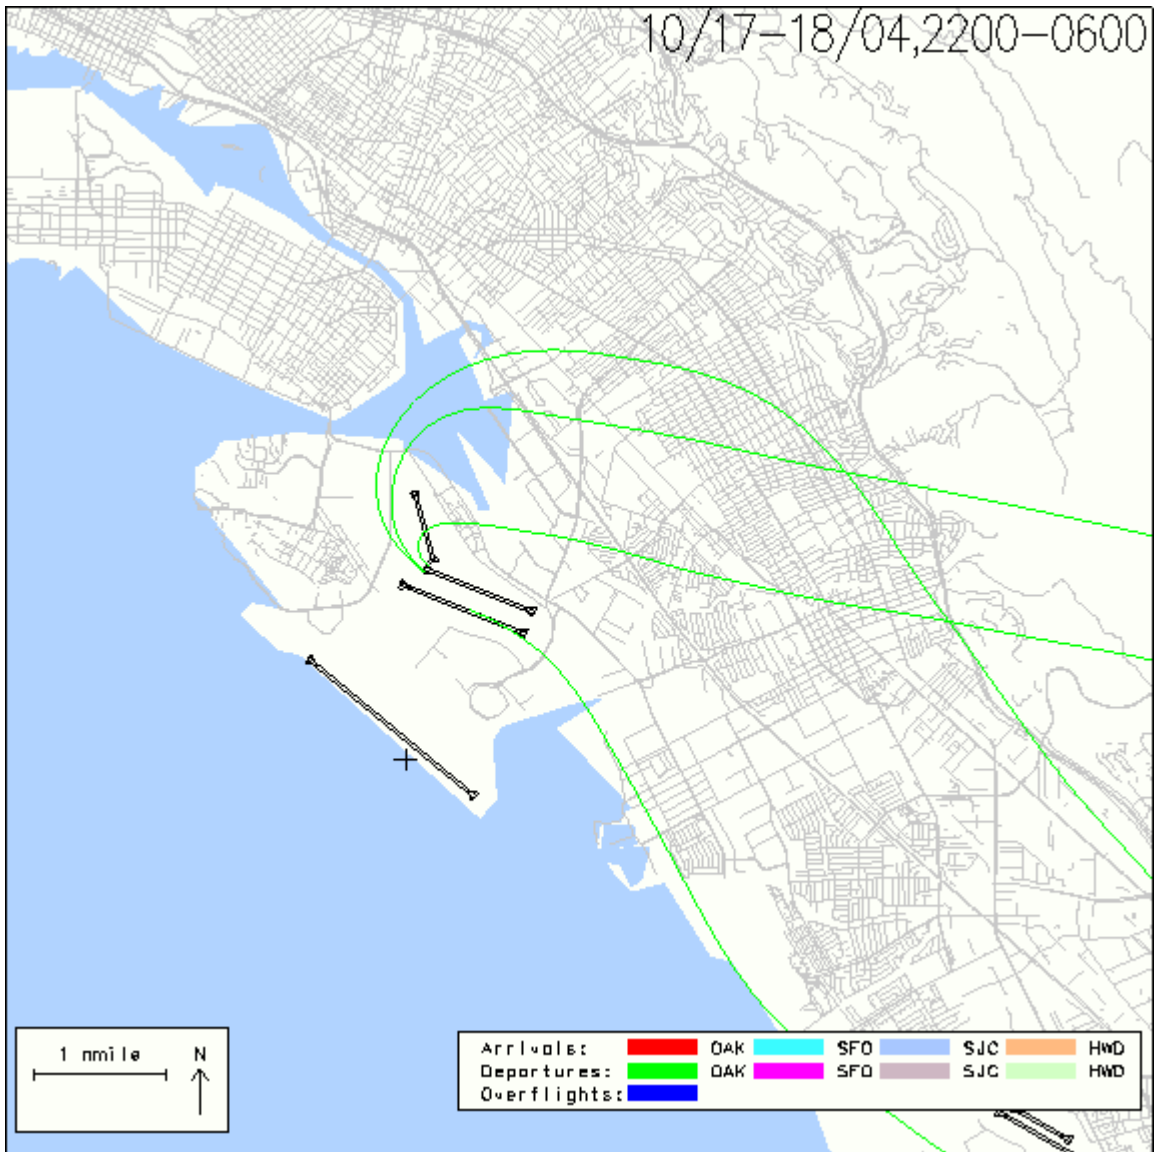 10/17-18/04,2200-0600
1 nmile N
Arrivals: OAK SFO SJC HWD
Departures: OAK SFO SJC HWD
Overflights: